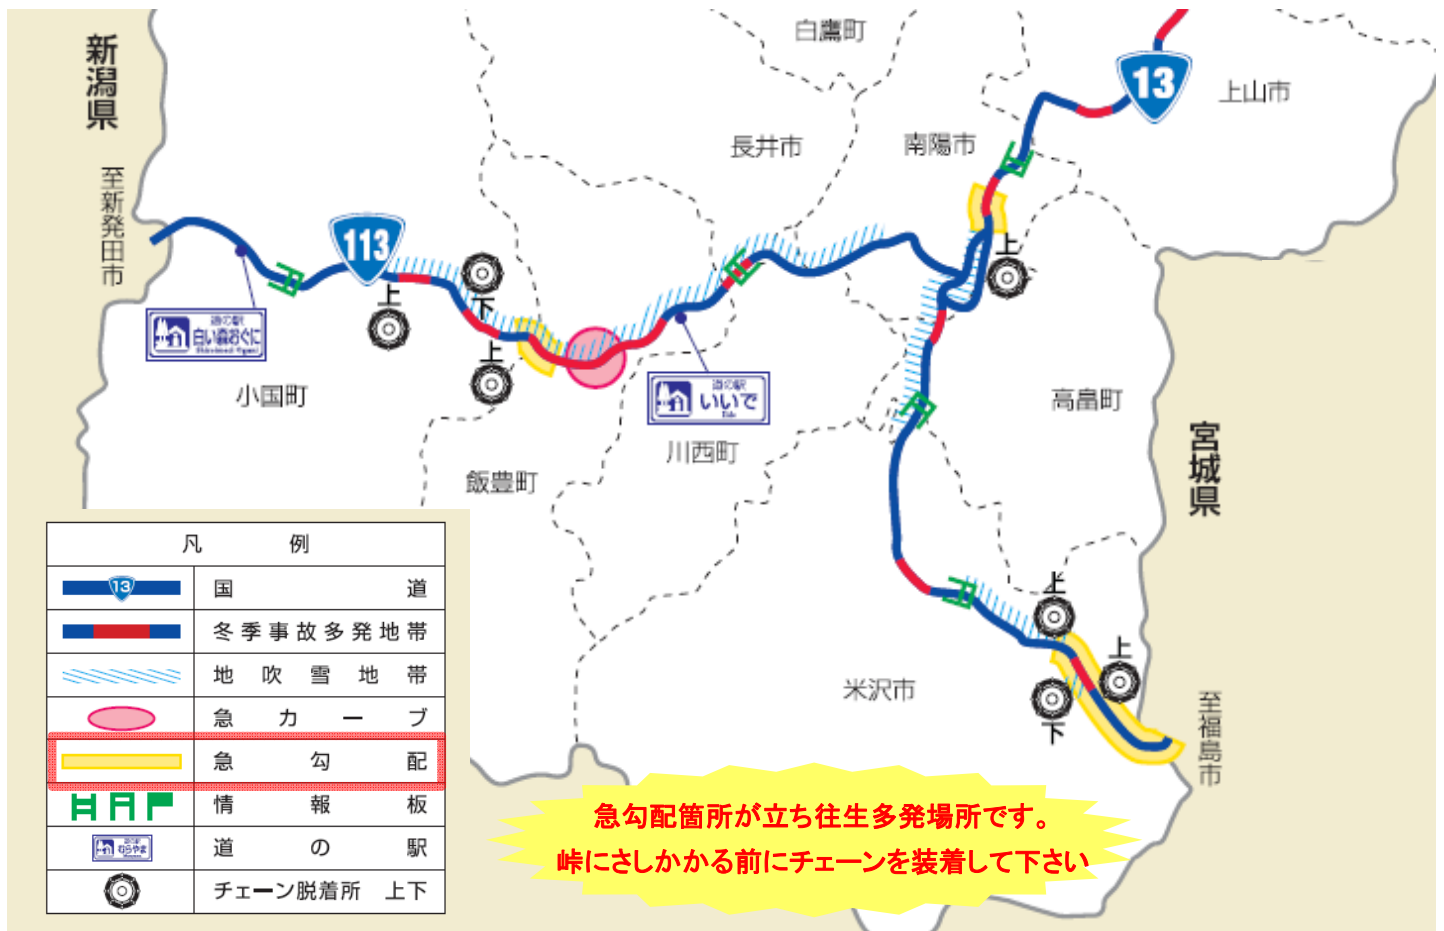 新潟県
至新発田市
白鷹町
13
上山市
長井市
南陽市
113
上
下
上
上
道の駅
白い森おぐに
小国町
道の駅
いいで
川西町
飯豊町
高畠町
宮城県
米沢市
上
上
下
至福島市
凡例
13
国道
冬季事故多発地帯
地吹雪地帯
急カーブ
急勾配
情報板
むらやま
道の駅
チェーン脱着所 上下
急勾配箇所が立ち往生多発場所です。
峠にさしかかる前にチェーンを装着して下さい